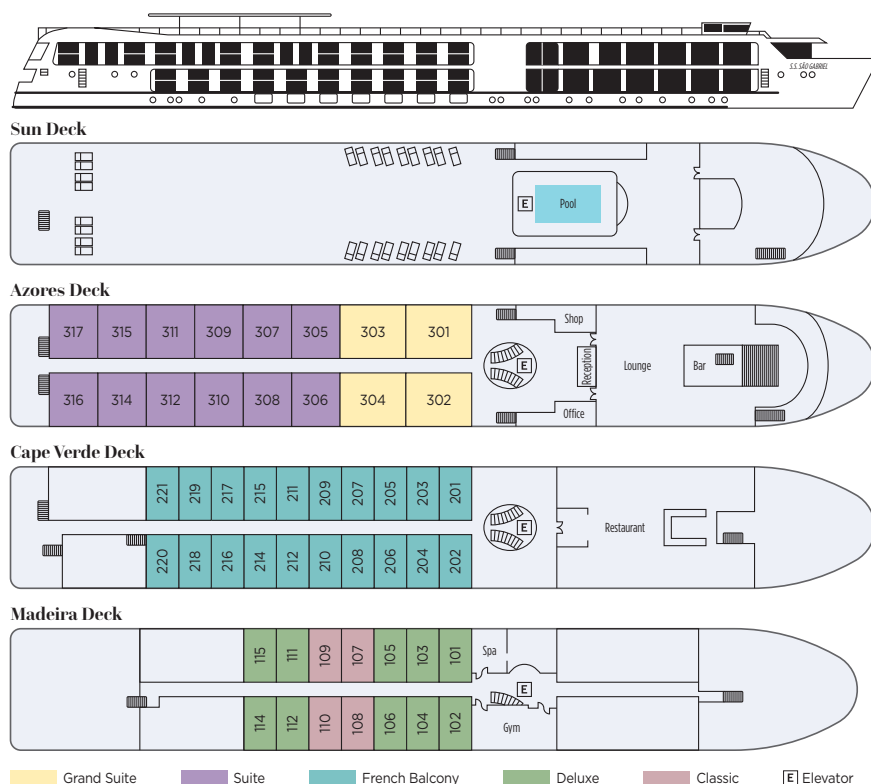 S.S. SÃO GABRIEL
Sun Deck
E
Pool
Azores Deck
317 315 311 309 307 305 303 301
Shop
E
Reception
Lounge
Bar
316 314 312 310 308 306 304 302
Office
Cape Verde Deck
221 219 217 215 211 209 207 205 203 201
E
Restaurant
220 218 216 214 212 210 208 206 204 202
Madeira Deck
115 111 109 107 105 103 101
Spa
E
114 112 110 108 106 104 102
Gym
Grand Suite Suite French Balcony Deluxe Classic E Elevator